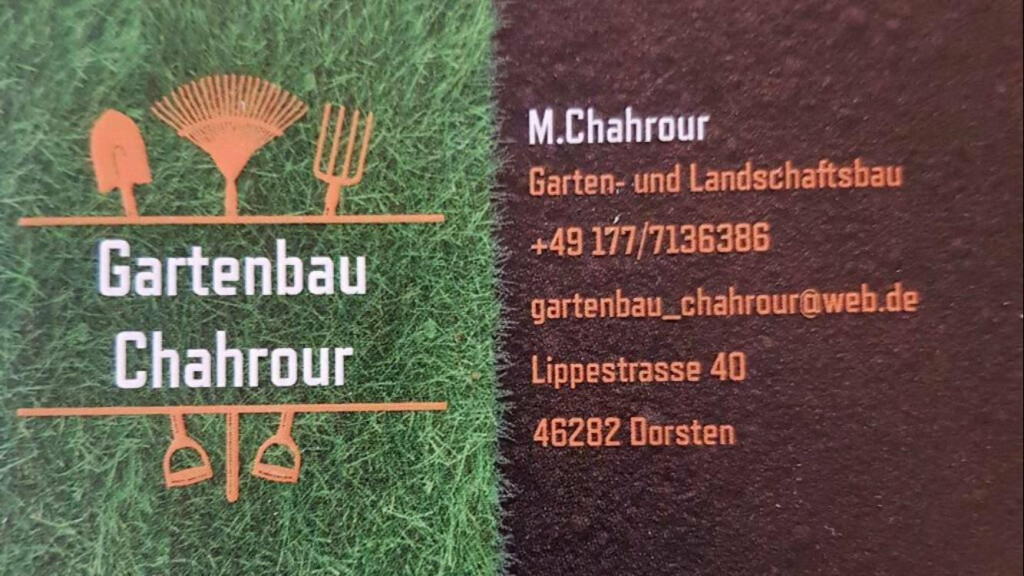 Gartenbau
Chahrour
M.Chahrour
Garten- und Landschaftsbau
+49 177/7136386
gartenbau_chahrour@web.de
Lippestrasse 40
46282 Dorsten